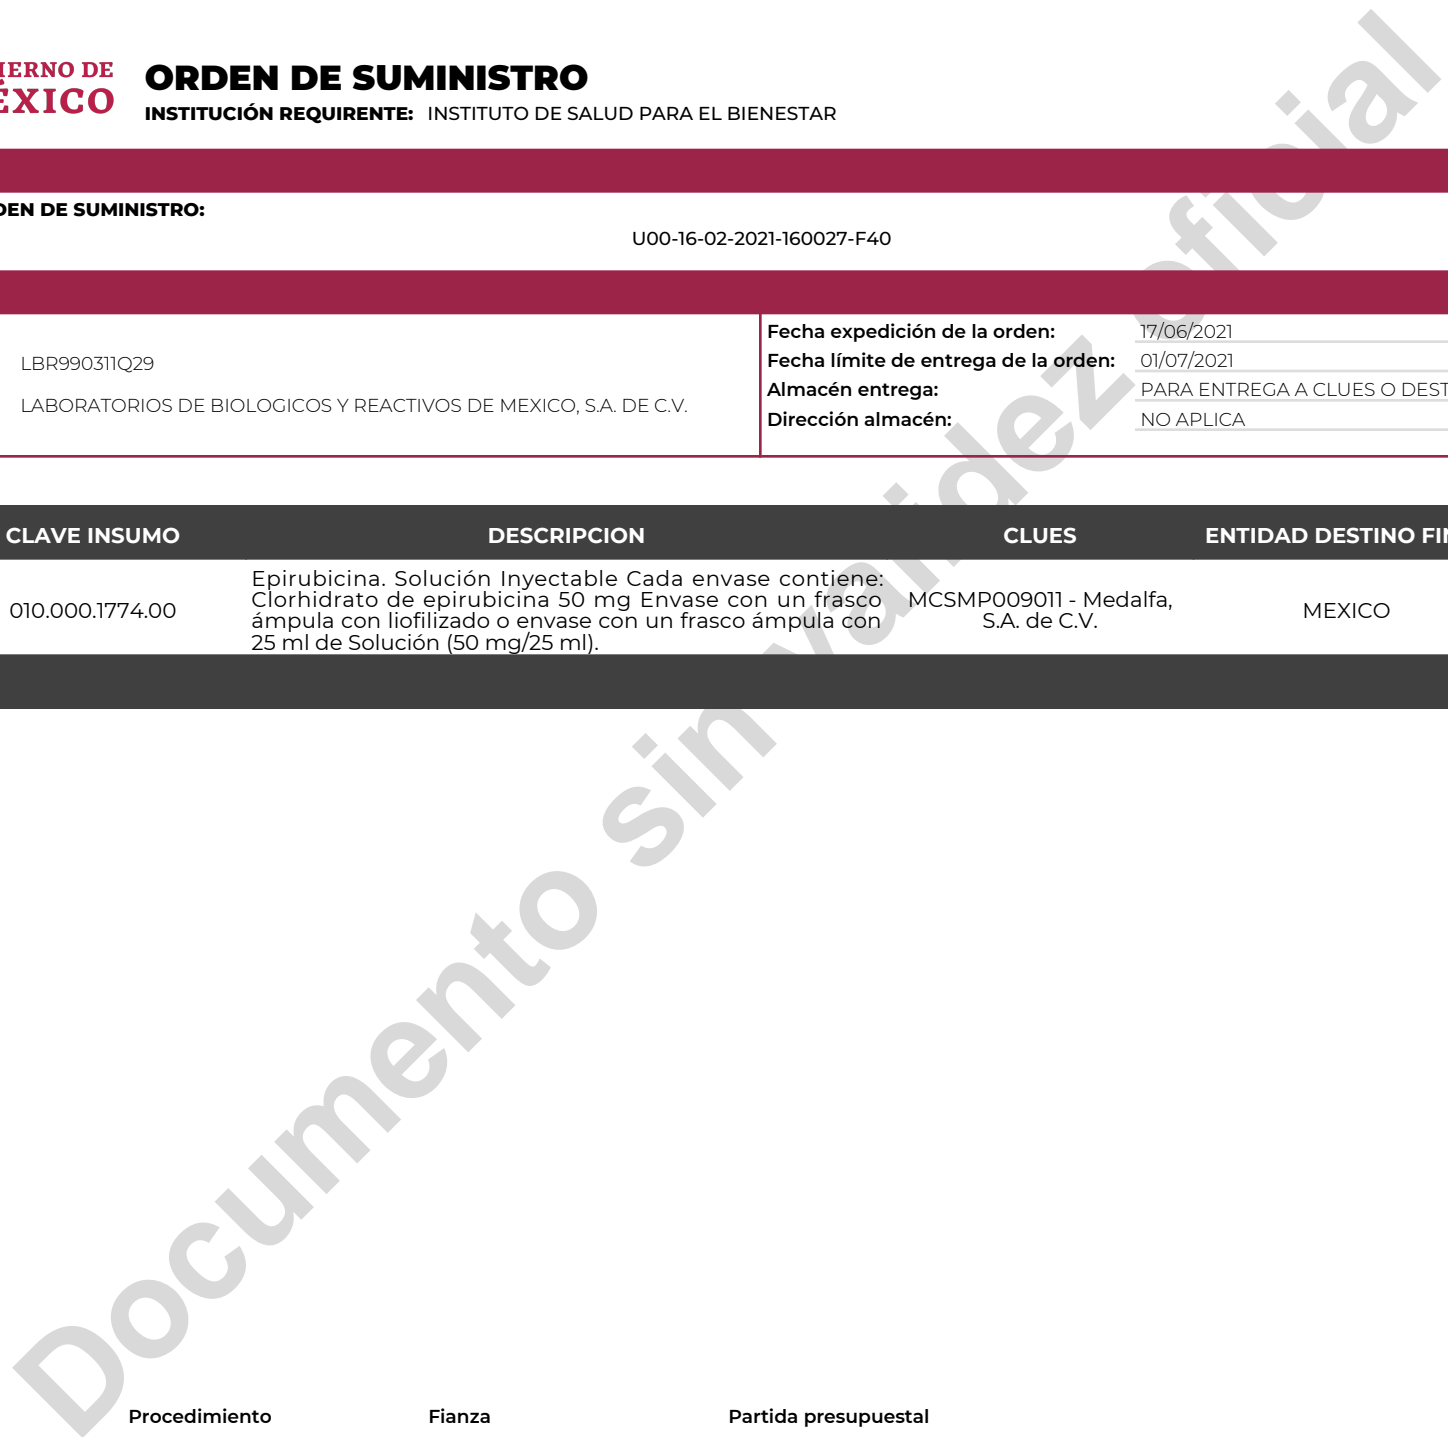 IERNO DE
ÉXICO
ORDEN DE SUMINISTRO
INSTITUCIÓN REQUIRENTE: INSTITUTO DE SALUD PARA EL BIENESTAR
DEN DE SUMINISTRO:
U00-16-02-2021-160027-F40
LBR990311Q29
LABORATORIOS DE BIOLOGICOS Y REACTIVOS DE MEXICO, S.A. DE C.V.
Fecha expedición de la orden: 17/06/2021
Fecha límite de entrega de la orden: 01/07/2021
Almacén entrega: PARA ENTREGA A CLUES O DEST
Dirección almacén: NO APLICA
CLAVE INSUMO DESCRIPCION CLUES ENTIDAD DESTINO FIN
010.000.1774.00
Epirubicina. Solución Inyectable Cada envase contiene:
Clorhidrato de epirubicina 50 mg Envase con un frasco
ámpula con liofilizado o envase con un frasco ámpula con
25 ml de Solución (50 mg/25 ml).
MCSMP009011 - Medalfa,
S.A. de C.V.
MEXICO
Documento sin validez oficial
Procedimiento Fianza Partida presupuestal